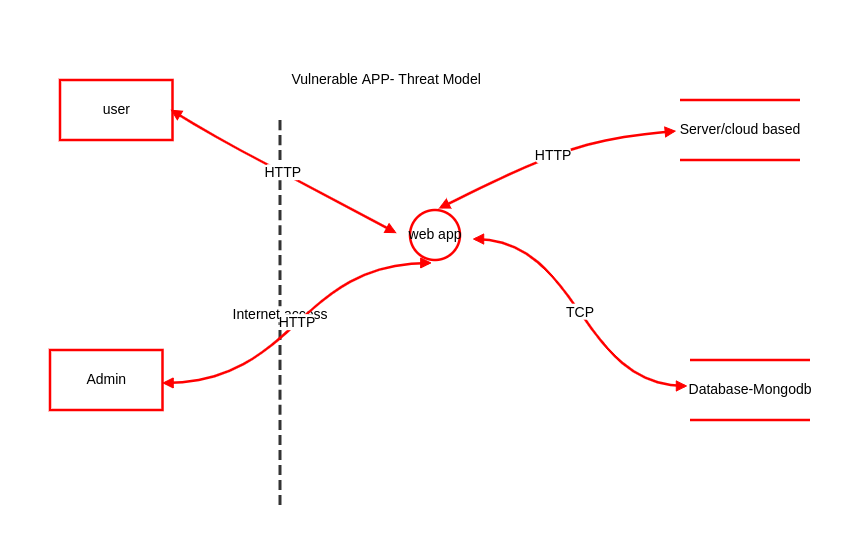 Vulnerable APP- Threat Model
user
Server/cloud based
HTTP
HTTP
web app
Internet access
HTTP
TCP
Admin
Database-Mongodb